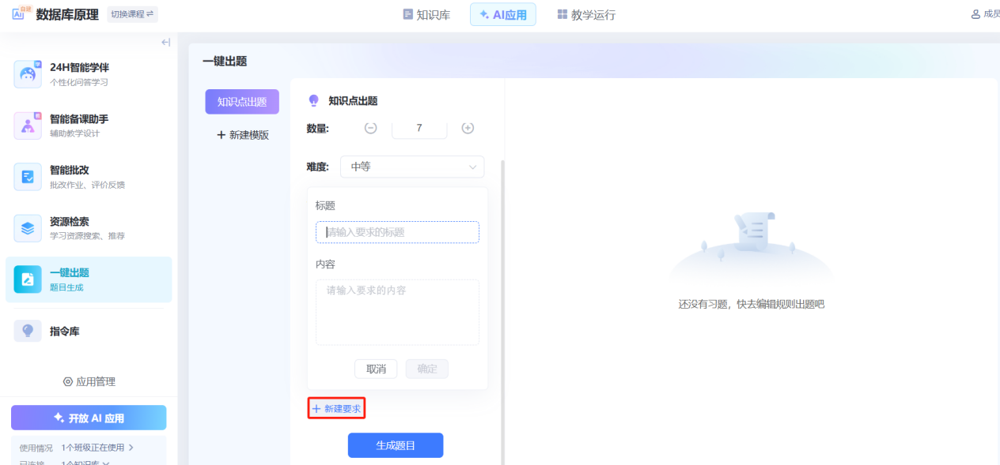 自建
AI
数据库原理
切换课程
知识库
AI应用
教学运行
成员
学
24H智能学伴
个性化问答学习
智能备课助手
辅助教学设计
智能批改
批改作业、评价反馈
资源检索
学习资源搜索、推荐
一键出题
题目生成
指令库
应用管理
开放 AI 应用
使用情况 1个班级正在使用
已连接 1个知识库
一键出题
知识点出题
+ 新建模版
知识点出题
数量: 7
难度: 中等
标题
请输入要求的标题
内容
请输入要求的内容
取消 确定
+ 新建要求
生成题目
还没有习题，快去编辑规则出题吧